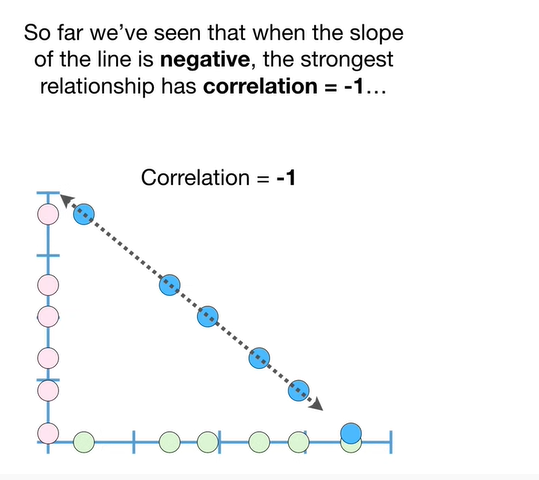 So far we’ve seen that when the slope
of the line is negative, the strongest
relationship has correlation = -1…
Correlation = -1